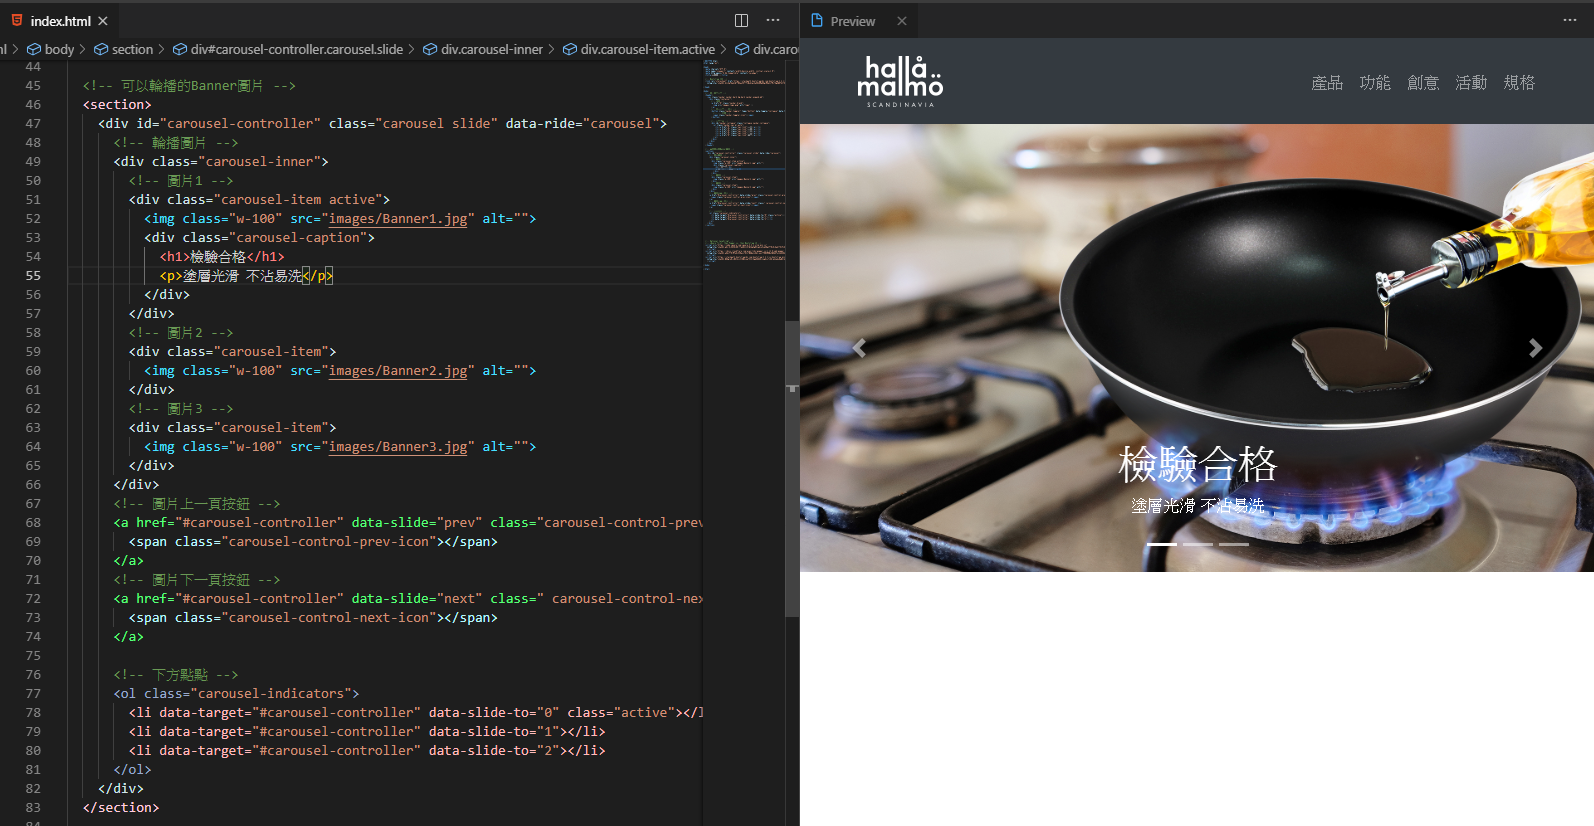 index.html
Preview
body > section > div#carousel-controller.carousel.slide > div.carousel-inner > div.carousel-item.active >
44
45 <!-- 可以輪播的Banner圖片 -->
46 <section>
47 <div id="carousel-controller" class="carousel slide" data-ride="carousel">
48 <!-- 輪播圖片 -->
49 <div class="carousel-inner">
50 <!-- 圖片1 -->
51 <div class="carousel-item active">
52 <img class="w-100" src="images/Banner1.jpg" alt="">
53 <div class="carousel-caption">
54 <h1>檢驗合格</h1>
55 <p>塗層光滑 不沾易洗</p>
56 </div>
57 </div>
58 <!-- 圖片2 -->
59 <div class="carousel-item">
60 <img class="w-100" src="images/Banner2.jpg" alt="">
61 </div>
62 <!-- 圖片3 -->
63 <div class="carousel-item">
64 <img class="w-100" src="images/Banner3.jpg" alt="">
65 </div>
66 </div>
67 <!-- 圖片上一頁按鈕 -->
68 <a href="#carousel-controller" data-slide="prev" class="carousel-control-prev
69 <span class="carousel-control-prev-icon"></span>
70 </a>
71 <!-- 圖片下一頁按鈕 -->
72 <a href="#carousel-controller" data-slide="next" class=" carousel-control-nex
73 <span class="carousel-control-next-icon"></span>
74 </a>
75
76 <!-- 下方點點 -->
77 <ol class="carousel-indicators">
78 <li data-target="#carousel-controller" data-slide-to="0" class="active"></l
79 <li data-target="#carousel-controller" data-slide-to="1"></li>
80 <li data-target="#carousel-controller" data-slide-to="2"></li>
81 </ol>
82 </div>
83 </section>
hallå
malmö
SCANDINAVIA
產品 功能 創意 活動 規格
檢驗合格
塗層光滑 不沾易洗